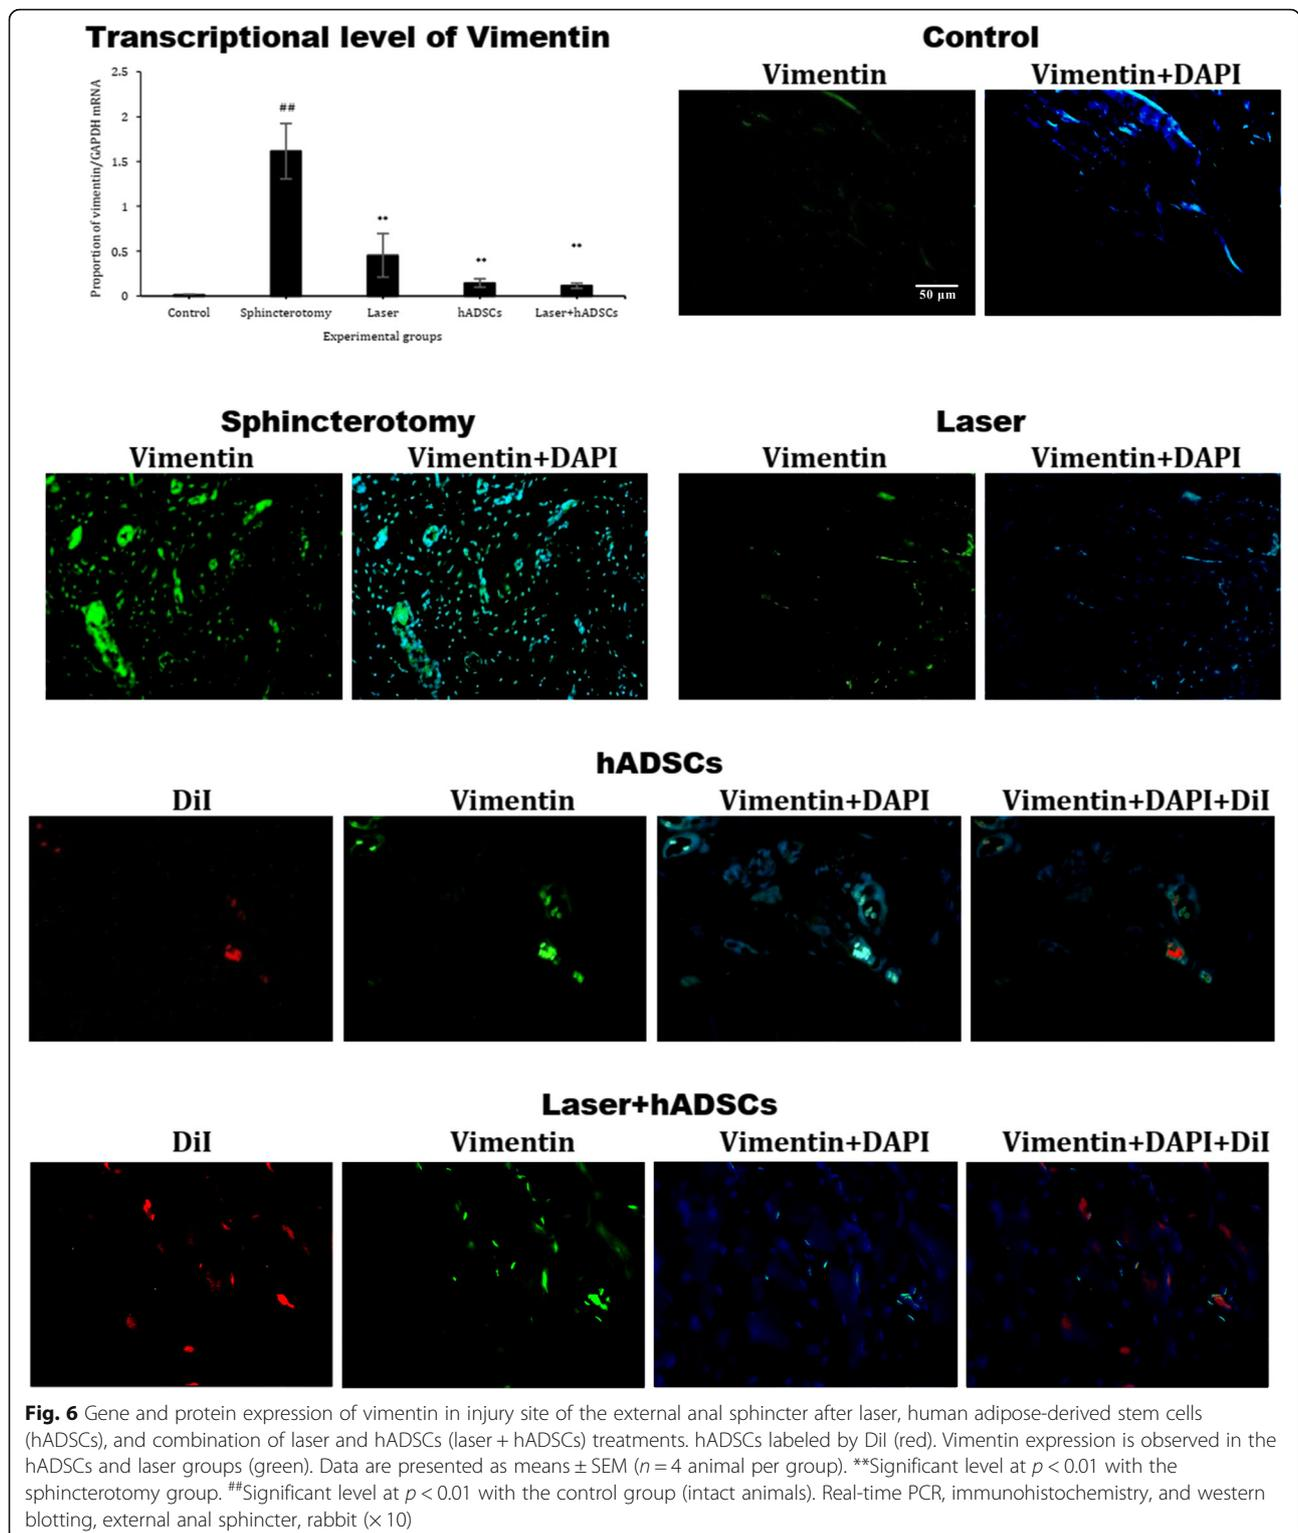 Transcriptional level of Vimentin
Proportion of vimentin/GAPDH mRNA
2.5
2
1.5
1
0.5
0
##
**
**
**
Control
Sphincterotomy
Laser
hADSCs
Laser+hADSCs
Experimental groups
Control
Vimentin
Vimentin+DAPI
50 μm
Sphincterotomy
Vimentin
Vimentin+DAPI
Laser
Vimentin
Vimentin+DAPI
hADSCs
DiI
Vimentin
Vimentin+DAPI
Vimentin+DAPI+DiI
Laser+hADSCs
DiI
Vimentin
Vimentin+DAPI
Vimentin+DAPI+DiI
Fig. 6 Gene and protein expression of vimentin in injury site of the external anal sphincter after laser, human adipose-derived stem cells
(hADSCs), and combination of laser and hADSCs (laser + hADSCs) treatments. hADSCs labeled by DiI (red). Vimentin expression is observed in the
hADSCs and laser groups (green). Data are presented as means ± SEM (n = 4 animal per group). **Significant level at p < 0.01 with the
sphincterotomy group. ##Significant level at p < 0.01 with the control group (intact animals). Real-time PCR, immunohistochemistry, and western
blotting, external anal sphincter, rabbit (× 10)